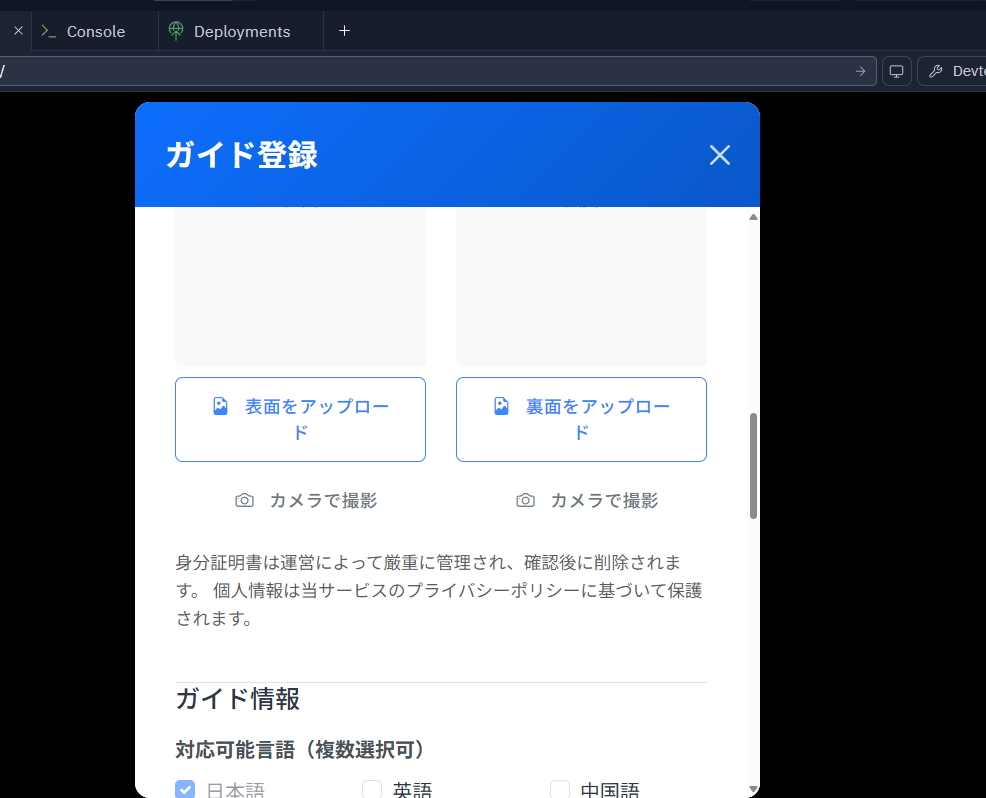 Console
Deployments
/
Devto
ガイド登録
表面をアップロー
ド
裏面をアップロー
ド
カメラで撮影
カメラで撮影
身分証明書は運営によって厳重に管理され、確認後に削除されま
す。 個人情報は当サービスのプライバシーポリシーに基づいて保護
されます。
ガイド情報
対応可能言語（複数選択可）
日本語
英語
中国語